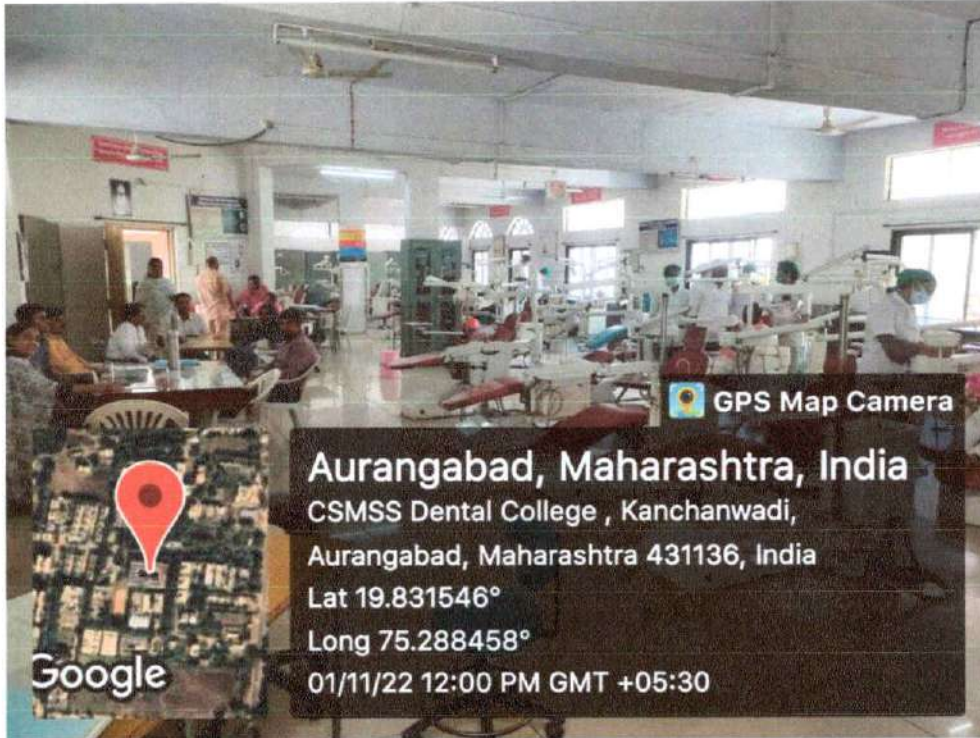 GPS Map Camera
Aurangabad, Maharashtra, India
CSMSS Dental College , Kanchanwadi,
Aurangabad, Maharashtra 431136, India
Lat 19.831546°
Long 75.288458°
01/11/22 12:00 PM GMT +05:30
Google